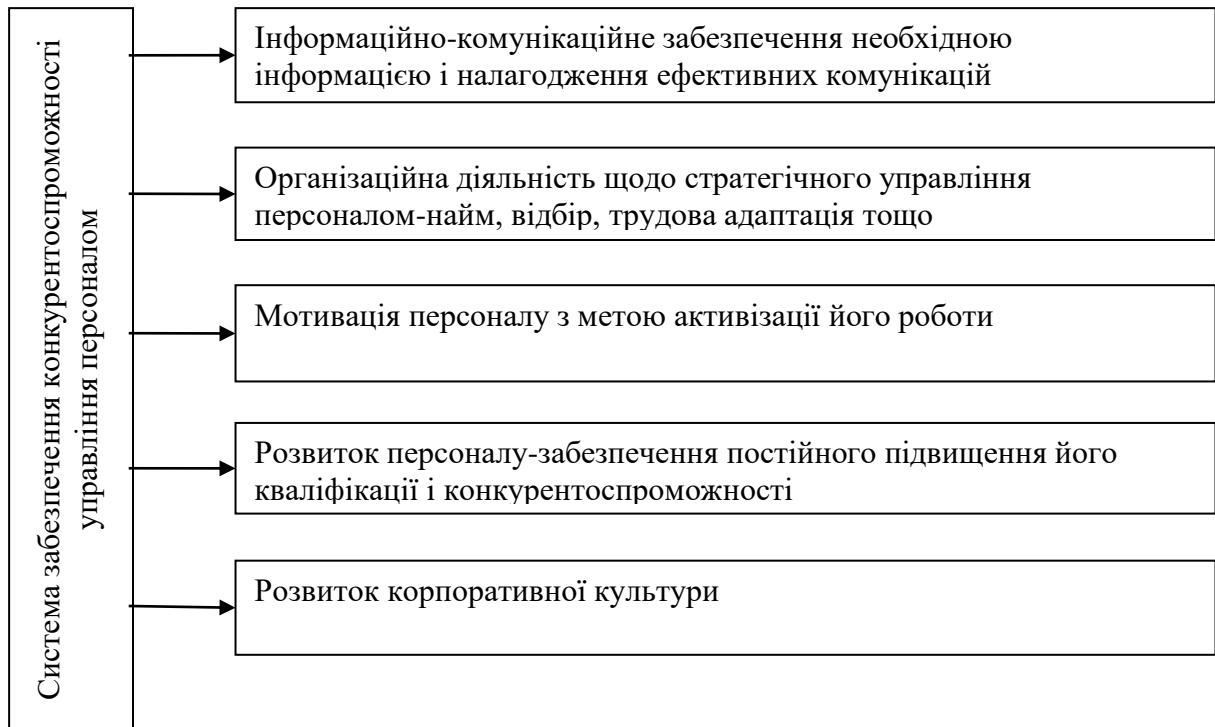 Система забезпечення конкурентоспроможності
управління персоналом
Інформаційно-комунікаційне забезпечення необхідною
інформацією і налагодження ефективних комунікацій
Організаційна діяльність щодо стратегічного управління
персоналом-найм, відбір, трудова адаптація тощо
Мотивація персоналу з метою активізації його роботи
Розвиток персоналу-забезпечення постійного підвищення його
кваліфікації і конкурентоспроможності
Розвиток корпоративної культури